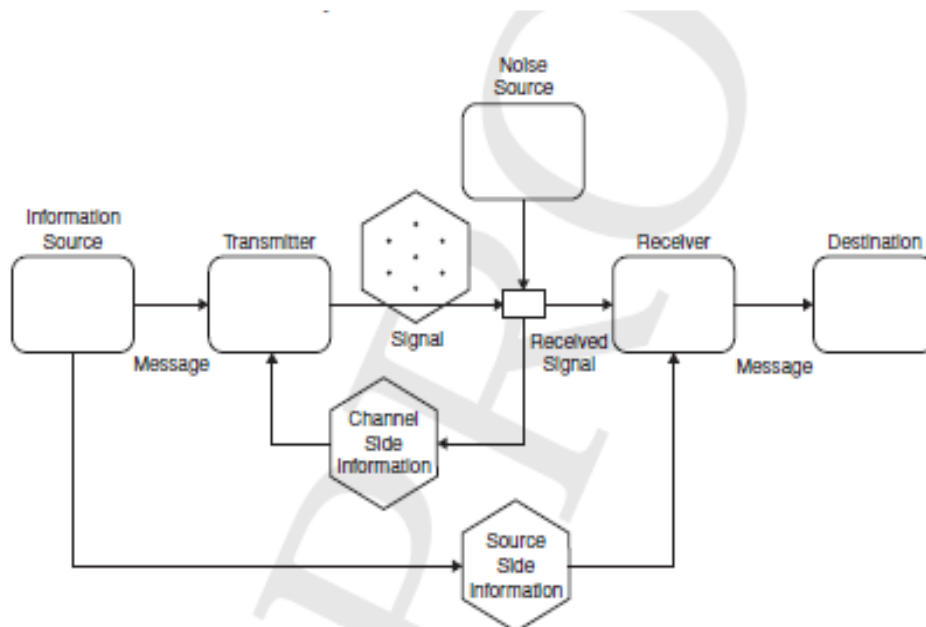 Noise
Source
Information
Source
Transmitter
Receiver
Destination
Signal
Received
Signal
Message
Message
Channel
Side
Information
Source
Side
Information